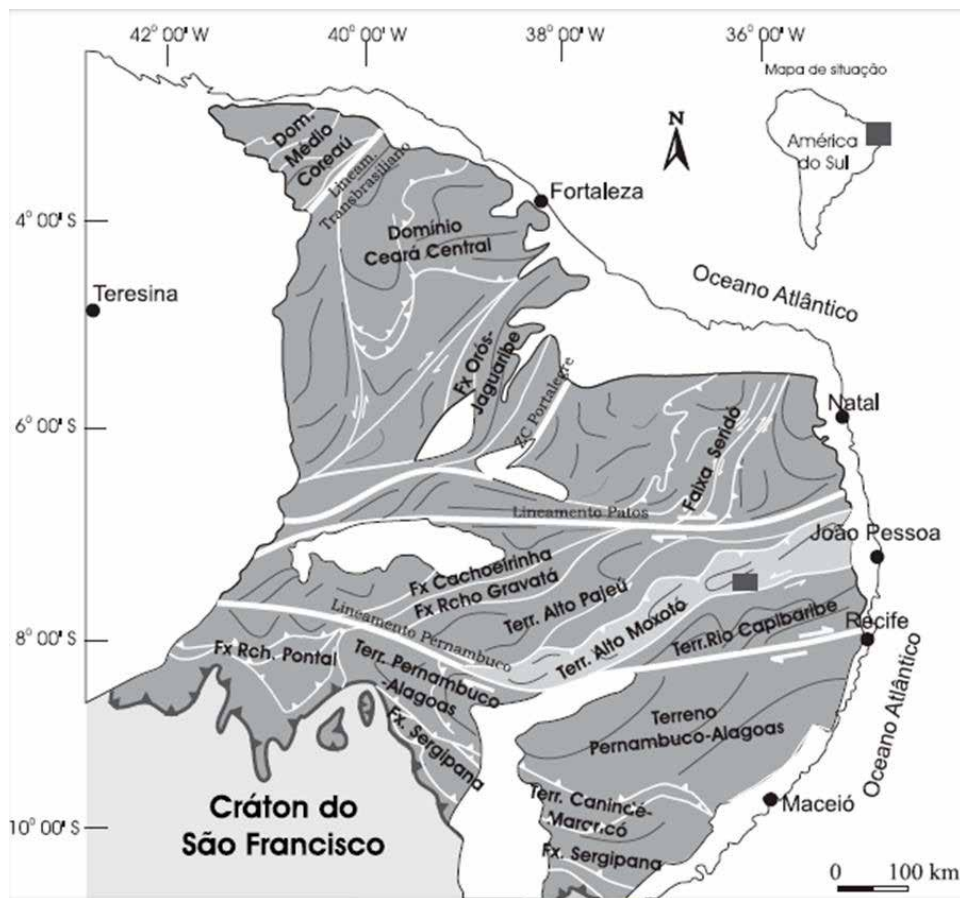 42° 00' W
40° 00' W
38° 00' W
36° 00' W
Mapa de situação
América
do Sul
N
Dom.
Médio
Coreaú
Lineam.
Transbrasiliano
Fortaleza
4° 00' S
Domínio
Ceará Central
Teresina
Oceano Atlântico
Fx Orós-
Jaguaribe
ZC Portalegre
Natal
6° 00' S
Faixa Seridó
Lineamento Patos
João Pessoa
Fx Cachoeirinha
Fx Rcho Gravatá
Terr. Alto Pajeú
Terr. Alto Moxotó
Lineamento Pernambuco
Terr.Rio Capibaribe
Recife
8° 00' S
Fx Rch. Pontal
Terr. Pernambuco
-Alagoas
Terreno
Pernambuco-Alagoas
Oceano Atlântico
Fx. Sergipana
Cráton do
São Francisco
Terr. Canindé-
Marancó
Maceió
10° 00' S
Fx. Sergipana
0 100 km